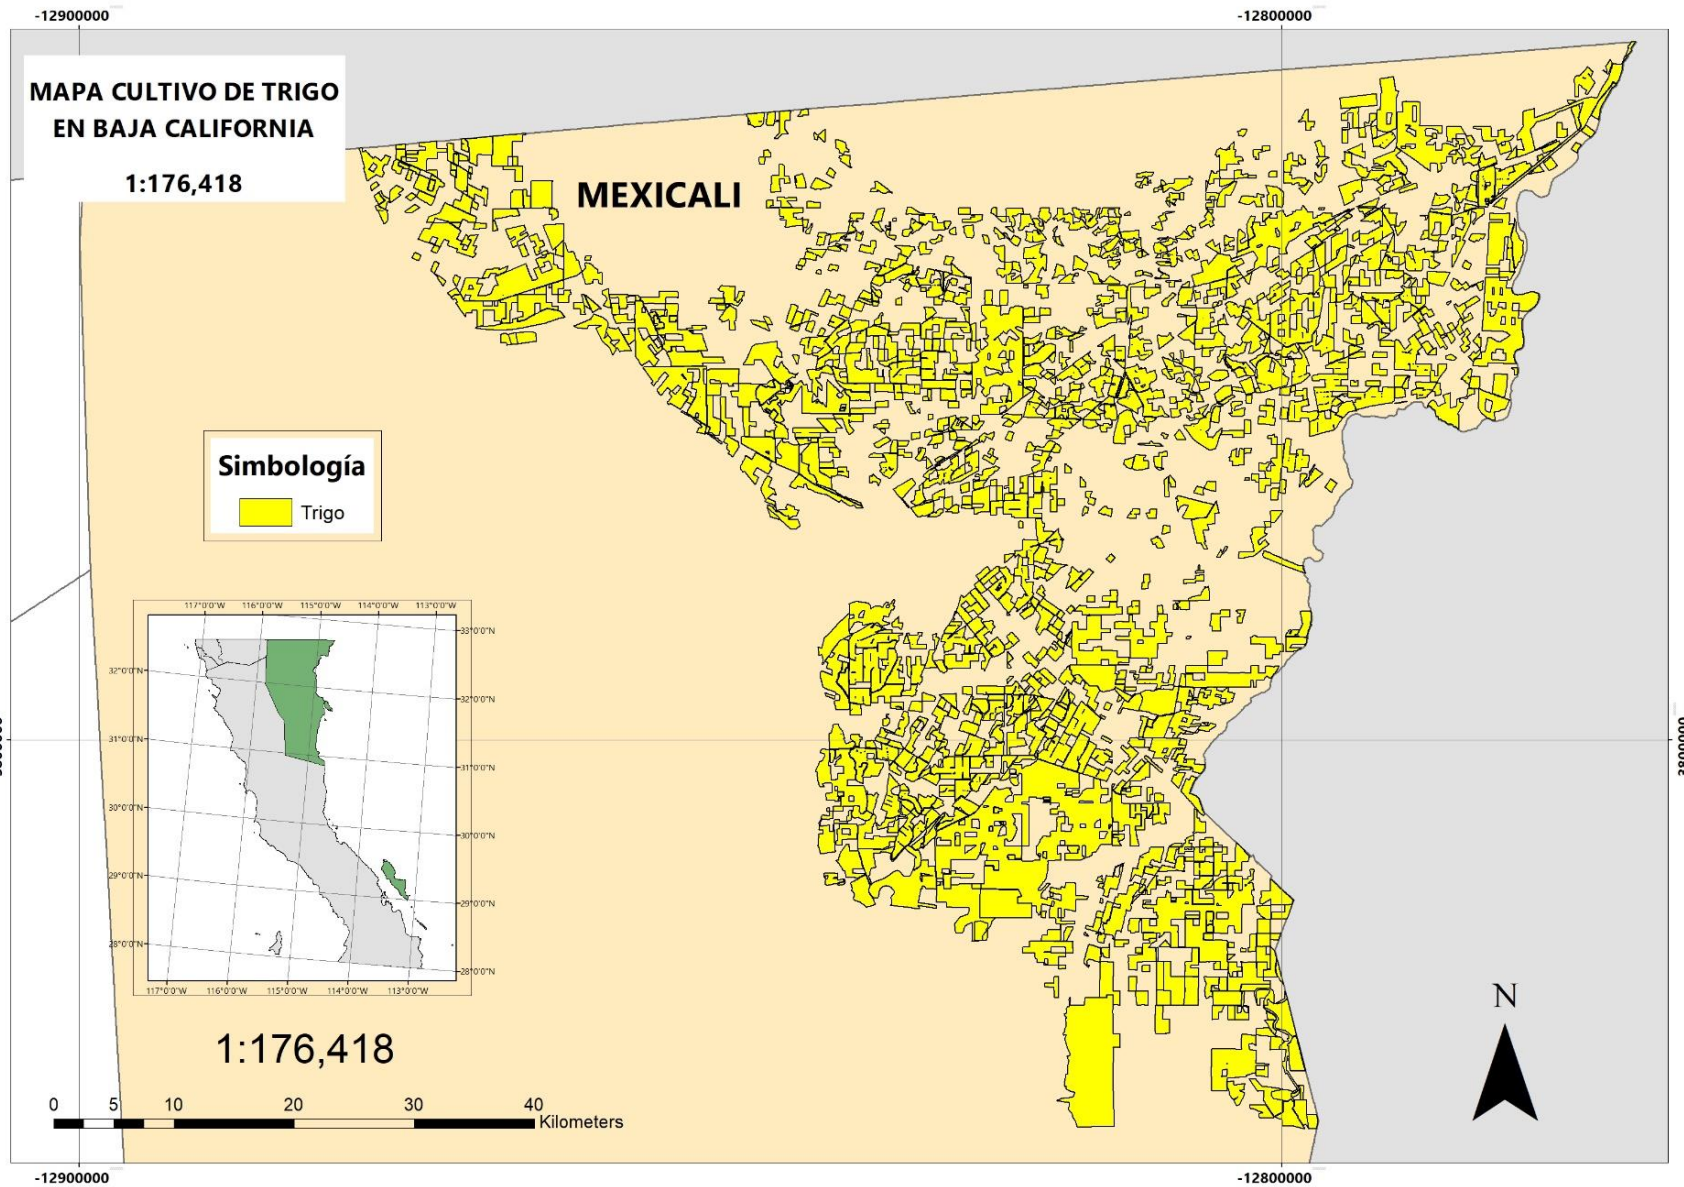 -12900000
-12800000
MAPA CULTIVO DE TRIGO
EN BAJA CALIFORNIA
1:176,418
MEXICALI
Simbología
Trigo
117°0'0"W 116°0'0"W 115°0'0"W 114°0'0"W 113°0'0"W
33°0'0"N
32°0'0"N
32°0'0"N
31°0'0"N
31°0'0"N
30°0'0"N
30°0'0"N
29°0'0"N
29°0'0"N
28°0'0"N
28°0'0"N
117°0'0"W 116°0'0"W 115°0'0"W 114°0'0"W 113°0'0"W
3800000
N
1:176,418
0 5 10 20 30 40
Kilometers
-12900000
-12800000